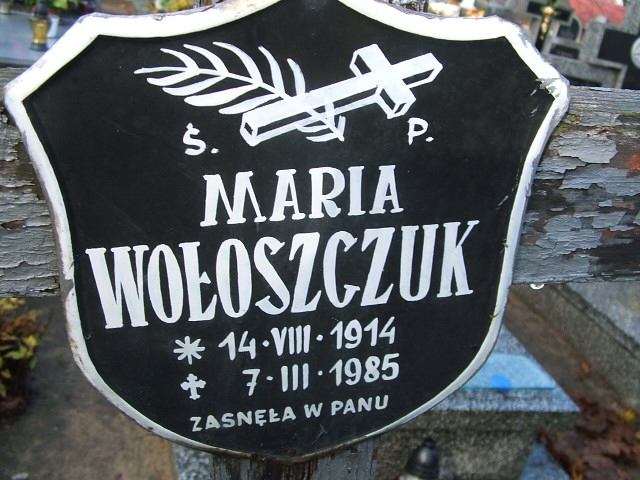 Ś. P.
MARIA
WOŁOSZCZUK
* 14·VIII·1914
✝ 7·III·1985
ZASNĘŁA W PANU